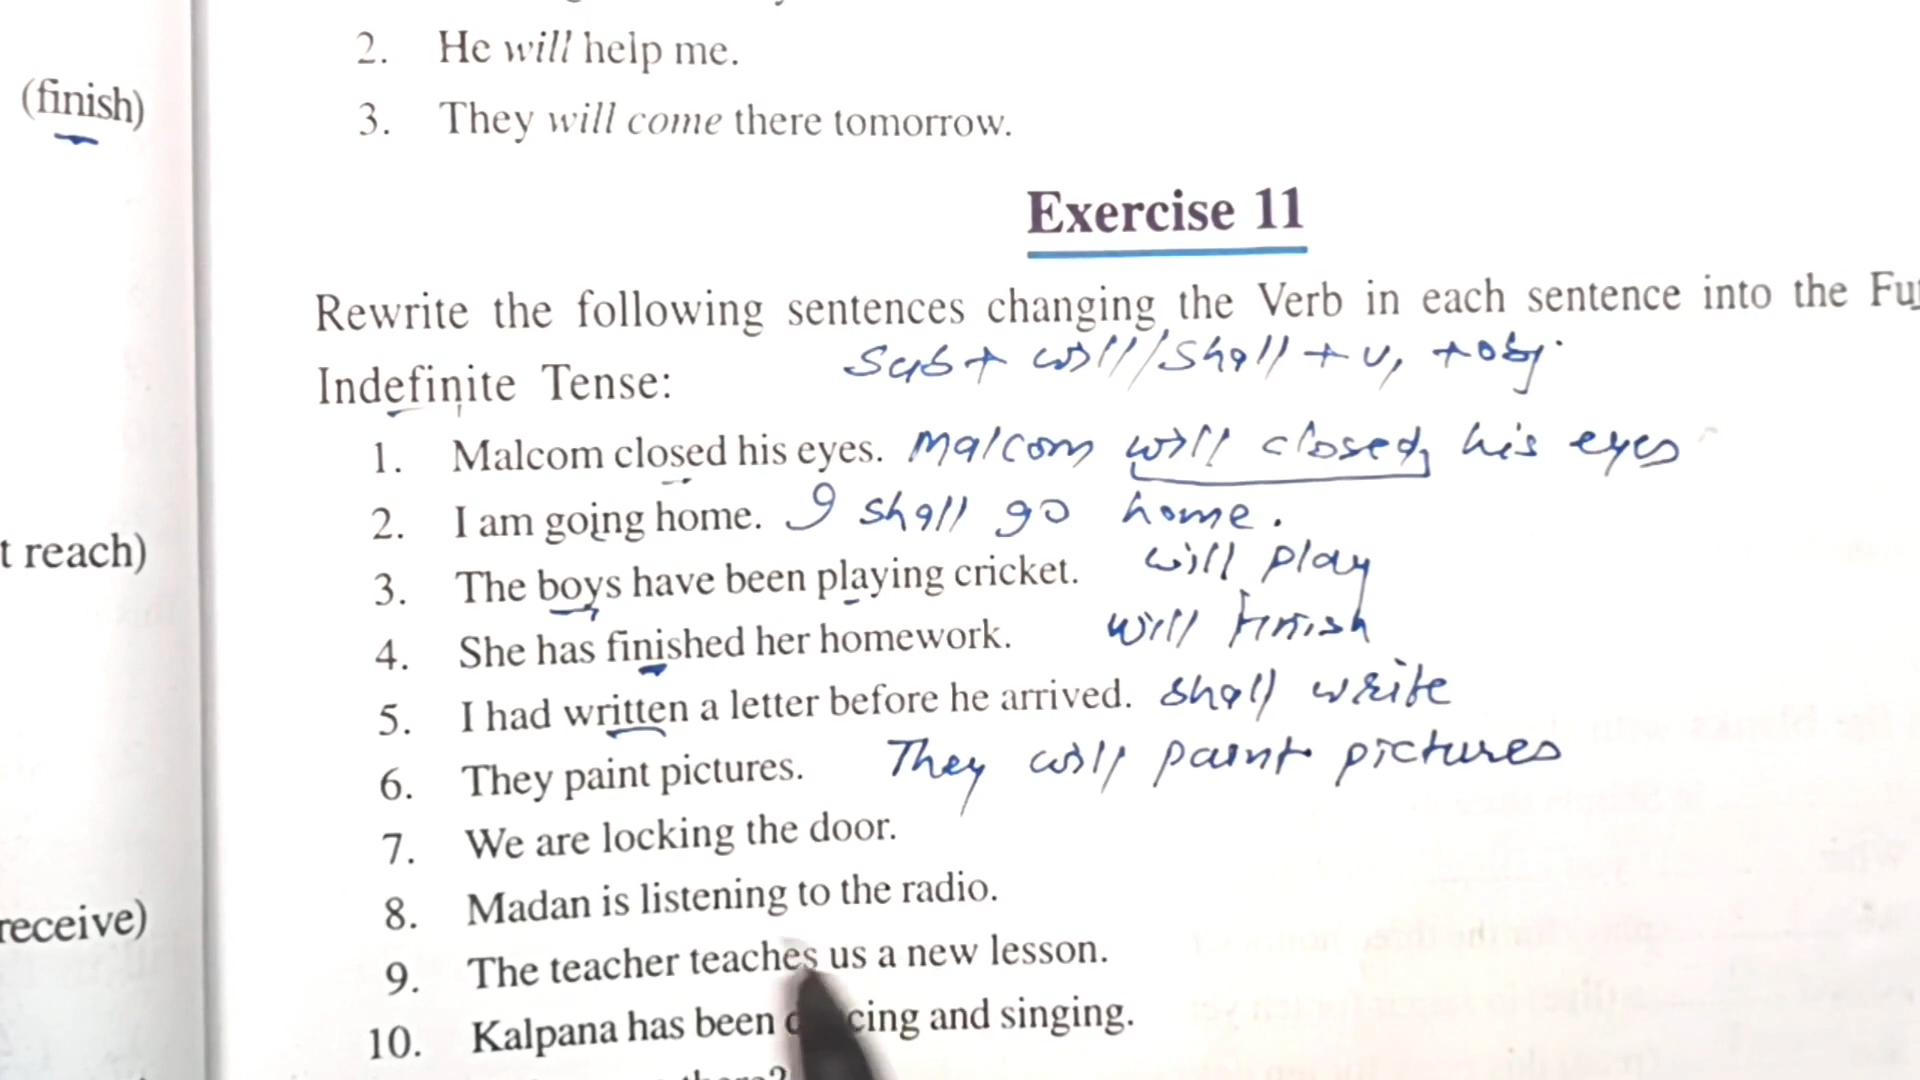 2. He will help me.
(finish)
3. They will come there tomorrow.
Exercise 11
Rewrite the following sentences changing the Verb in each sentence into the
Indefinite Tense: Sub + will/shall + v, + obj.
1. Malcom closed his eyes. Malcom will closed his eyes
2. I am going home. I shall go home.
t reach)
3. The boys have been playing cricket. will play
4. She has finished her homework. will finish
5. I had written a letter before he arrived. shall write
6. They paint pictures. They will paint pictures
7. We are locking the door.
8. Madan is listening to the radio.
receive)
9. The teacher teaches us a new lesson.
10. Kalpana has been and singing.